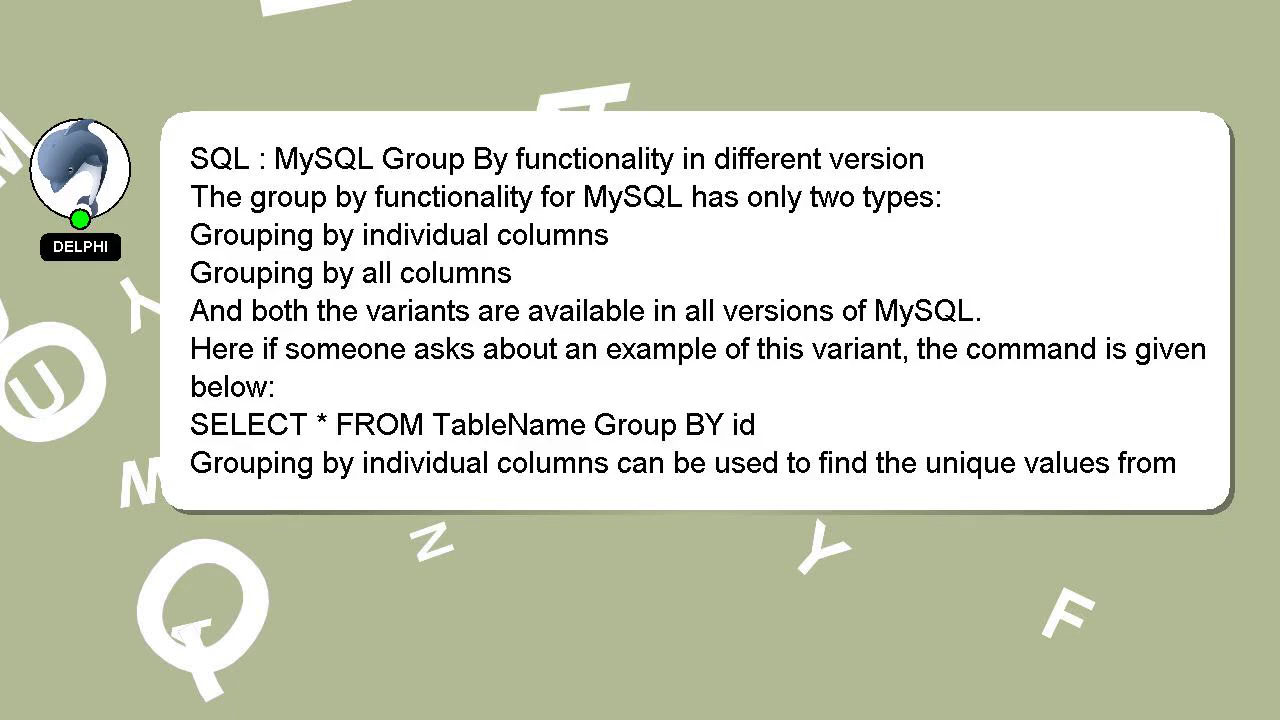 SQL : MySQL Group By functionality in different version
The group by functionality for MySQL has only two types:
Grouping by individual columns
Grouping by all columns
And both the variants are available in all versions of MySQL.
Here if someone asks about an example of this variant, the command is given
below:
SELECT * FROM TableName Group BY id
Grouping by individual columns can be used to find the unique values from
DELPHI
M
Y
U
M
Q
N
Y
F